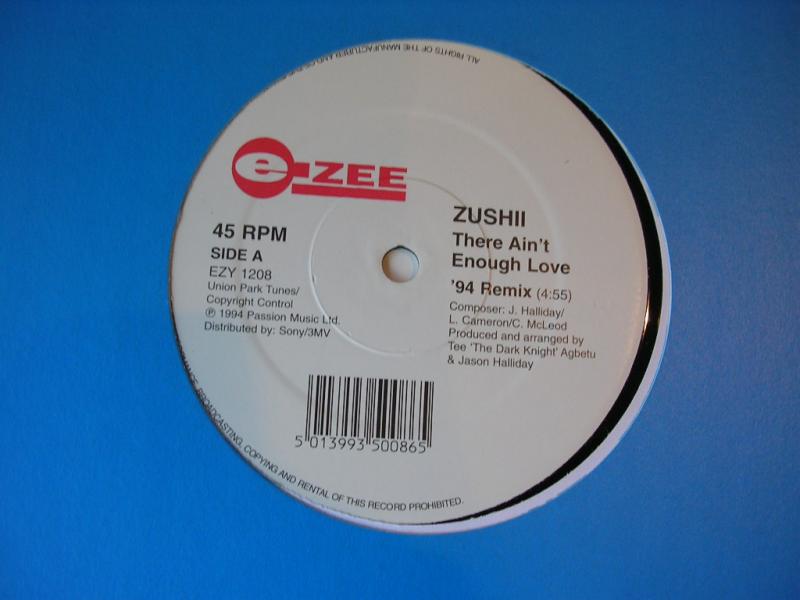 ALL RIGHTS OF THE MANUFACTURER AND
e-ZEE
45 RPM
SIDE A
EZY 1208
Union Park Tunes/
Copyright Control
℗ 1994 Passion Music Ltd.
Distributed by: Sony/3MV
ZUSHII
There Ain't
Enough Love
'94 Remix (4:55)
Composer: J. Halliday/
L. Cameron/C. McLeod
Produced and arranged by
Tee 'The Dark Knight' Agbetu
& Jason Halliday
5 013993 500865
BROADCASTING, COPYING AND RENTAL OF THIS RECORD PROHIBITED.